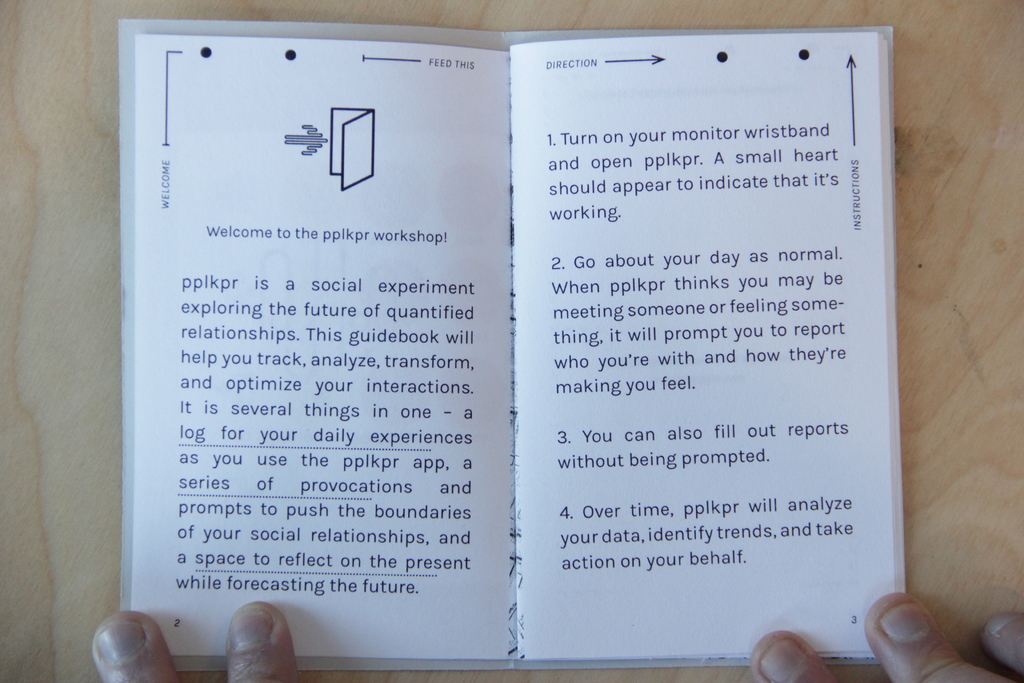 FEED THIS
WELCOME
Welcome to the pplkpr workshop!
pplkpr is a social experiment
exploring the future of quantified
relationships. This guidebook will
help you track, analyze, transform,
and optimize your interactions.
It is several things in one – a
log for your daily experiences
as you use the pplkpr app, a
series of provocations and
prompts to push the boundaries
of your social relationships, and
a space to reflect on the present
while forecasting the future.
2
DIRECTION
INSTRUCTIONS
1. Turn on your monitor wristband
and open pplkpr. A small heart
should appear to indicate that it's
working.
2. Go about your day as normal.
When pplkpr thinks you may be
meeting someone or feeling some-
thing, it will prompt you to report
who you're with and how they're
making you feel.
3. You can also fill out reports
without being prompted.
4. Over time, pplkpr will analyze
your data, identify trends, and take
action on your behalf.
3